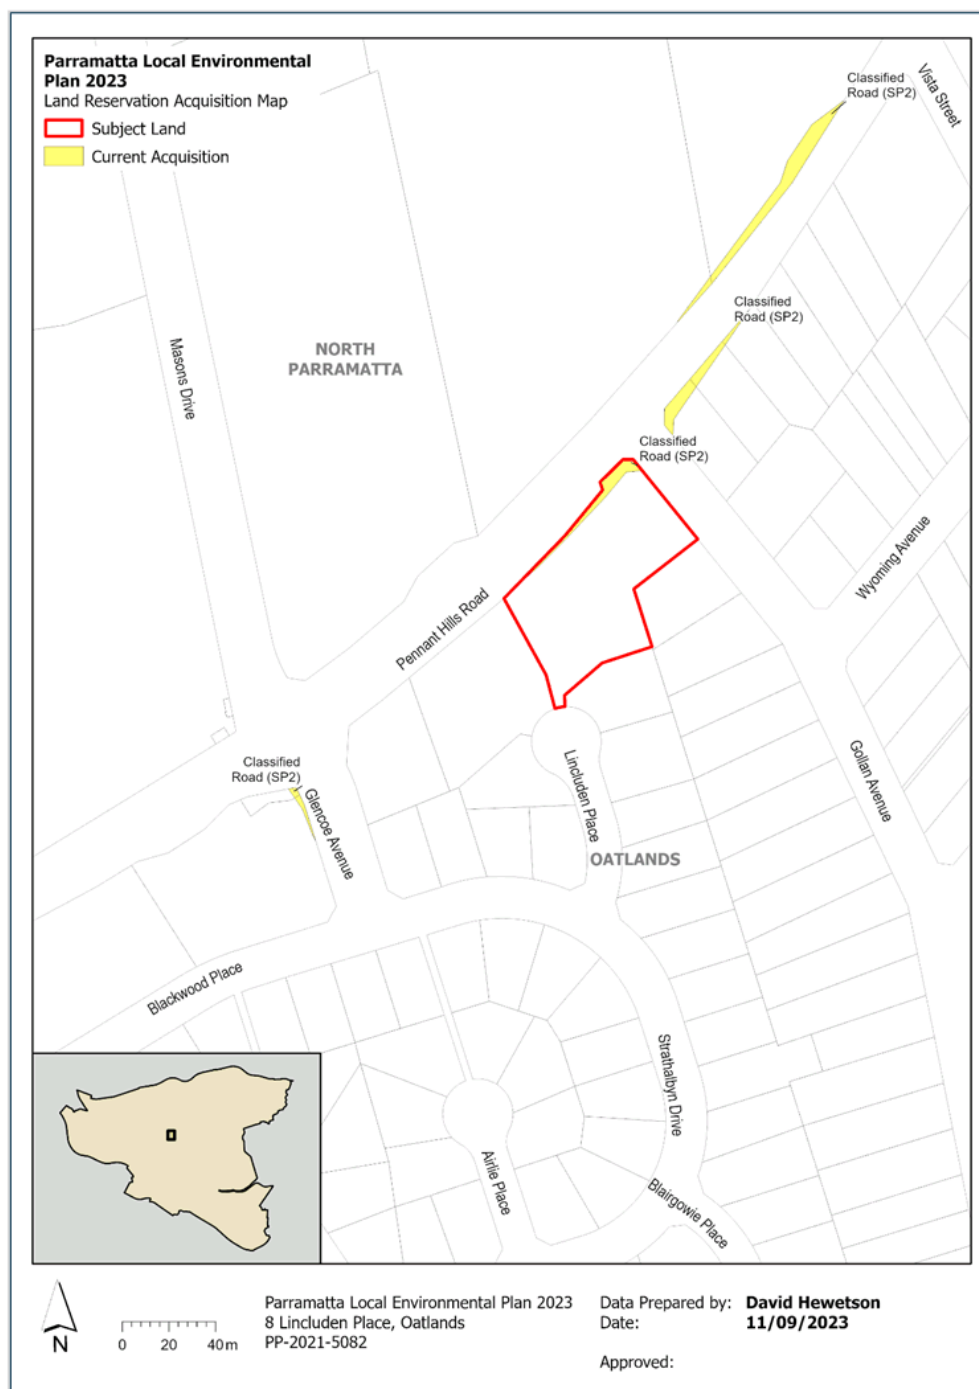 Parramatta Local Environmental
Plan 2023
Land Reservation Acquisition Map
Subject Land
Current Acquisition
Classified
Road (SP2)
Vista Street
Classified
Road (SP2)
NORTH
PARRAMATTA
Masons Drive
Classified
Road (SP2)
Wyoming Avenue
Pennant Hills Road
Classified
Road (SP2)
Glencoe Avenue
Lincluden Place
Gollan Avenue
OATLANDS
Blackwood Place
Strathalbyn Drive
Airlie Place
Blairgowie Place
N
0 20 40 m
Parramatta Local Environmental Plan 2023
8 Lincluden Place, Oatlands
PP-2021-5082
Data Prepared by: David Hewetson
Date: 11/09/2023
Approved: